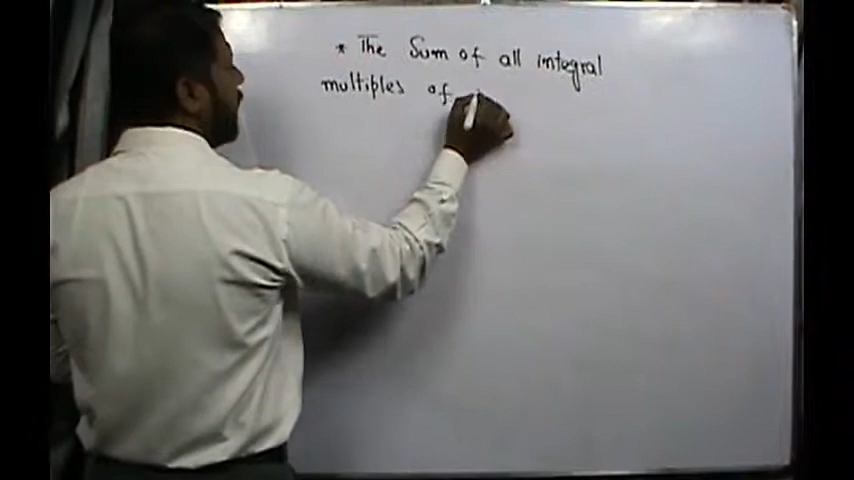 * The Sum of all integral
multiples of